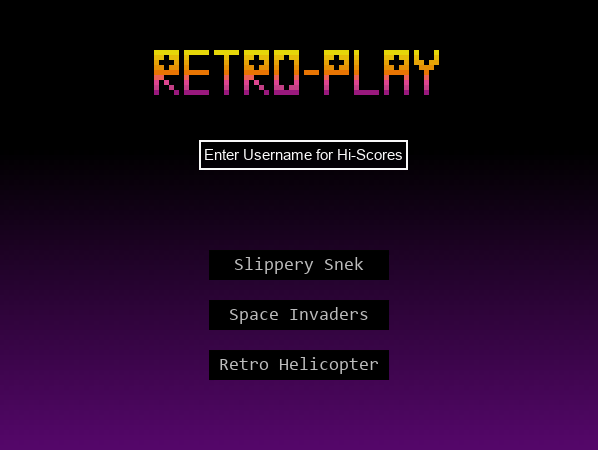 RETRO-PLAY
Enter Username for Hi-Scores
Slippery Snek
Space Invaders
Retro Helicopter